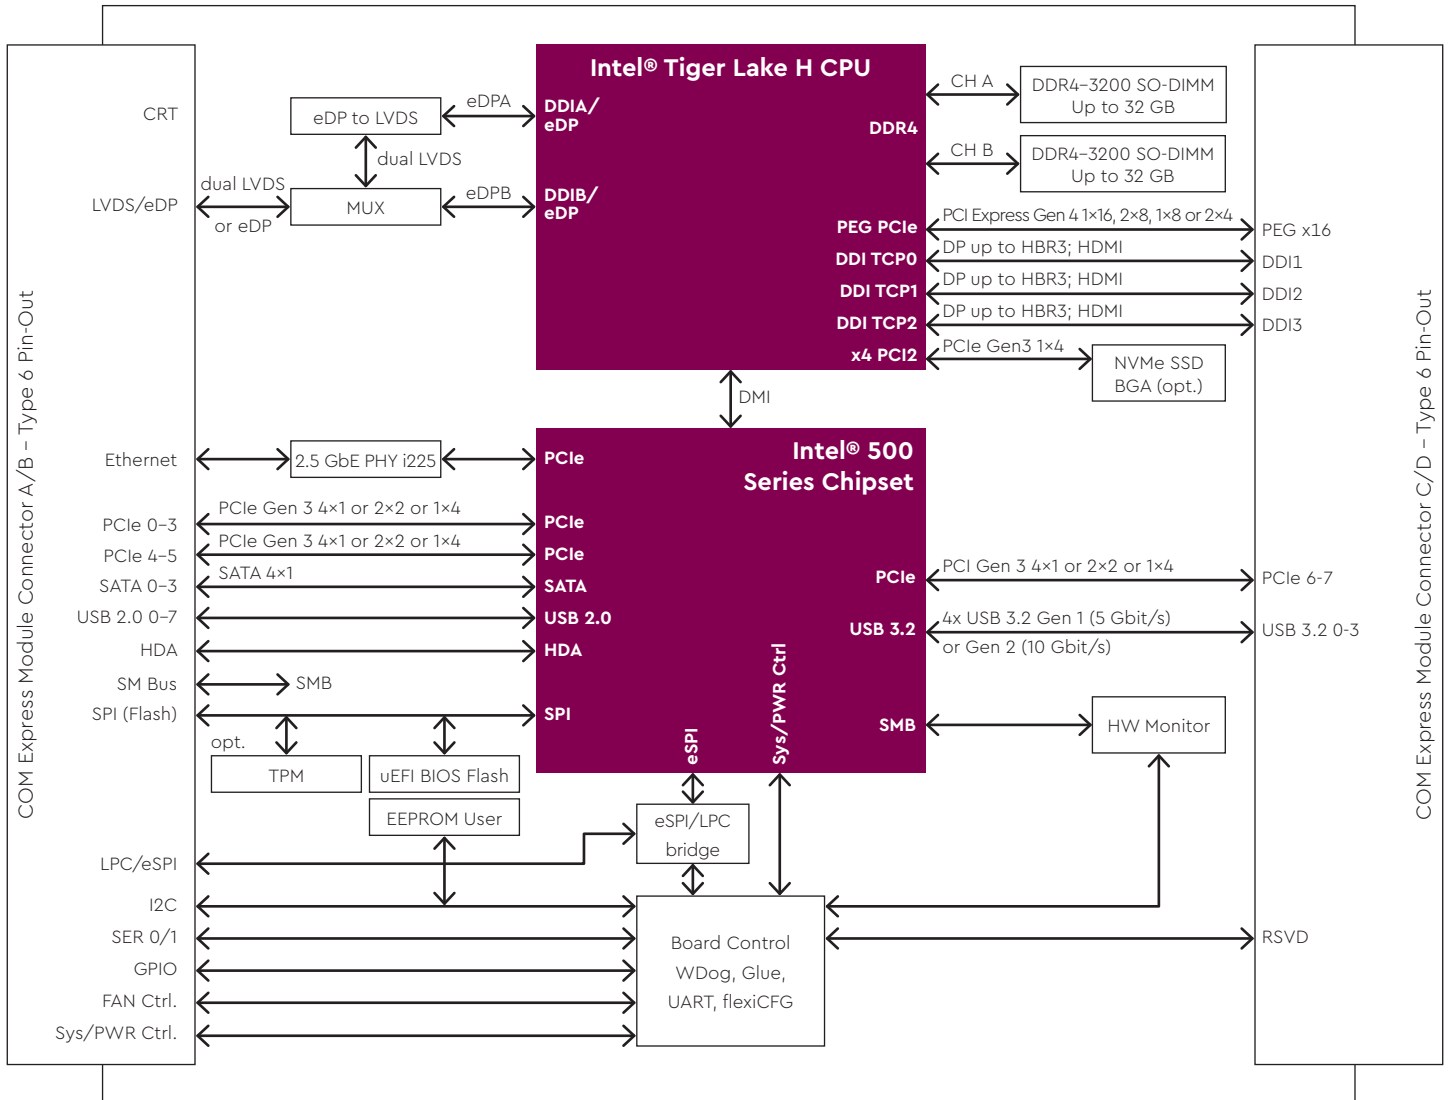 Intel® Tiger Lake H CPU
CRT
eDP to LVDS
eDPA
DDIA/
eDP
DDR4
CH A
DDR4-3200 SO-DIMM
Up to 32 GB
dual LVDS
CH B
DDR4-3200 SO-DIMM
Up to 32 GB
LVDS/eDP
dual LVDS
or eDP
MUX
eDPB
DDIB/
eDP
PEG PCIe
PCI Express Gen 4 1×16, 2×8, 1×8 or 2×4
PEG x16
DDI TCP0
DP up to HBR3; HDMI
DDI1
DDI TCP1
DP up to HBR3; HDMI
DDI2
DDI TCP2
DP up to HBR3; HDMI
DDI3
x4 PCI2
PCIe Gen3 1×4
NVMe SSD
BGA (opt.)
DMI
COM Express Module Connector A/B – Type 6 Pin-Out
COM Express Module Connector C/D – Type 6 Pin-Out
Intel® 500
Series Chipset
Ethernet
2.5 GbE PHY i225
PCIe
PCIe 0-3
PCIe Gen 3 4×1 or 2×2 or 1×4
PCIe
PCIe 4-5
PCIe Gen 3 4×1 or 2×2 or 1×4
PCIe
SATA 0-3
SATA 4×1
SATA
PCIe
PCI Gen 3 4×1 or 2×2 or 1×4
PCIe 6-7
USB 2.0 0-7
USB 2.0
USB 3.2
4x USB 3.2 Gen 1 (5 Gbit/s)
or Gen 2 (10 Gbit/s)
USB 3.2 0-3
HDA
HDA
SM Bus
SMB
SPI (Flash)
SPI
eSPI
Sys/PWR Ctrl
SMB
HW Monitor
opt.
TPM
uEFI BIOS Flash
EEPROM User
eSPI/LPC
bridge
LPC/eSPI
I2C
SER 0/1
GPIO
FAN Ctrl.
Sys/PWR Ctrl.
Board Control
WDog, Glue,
UART, flexiCFG
RSVD